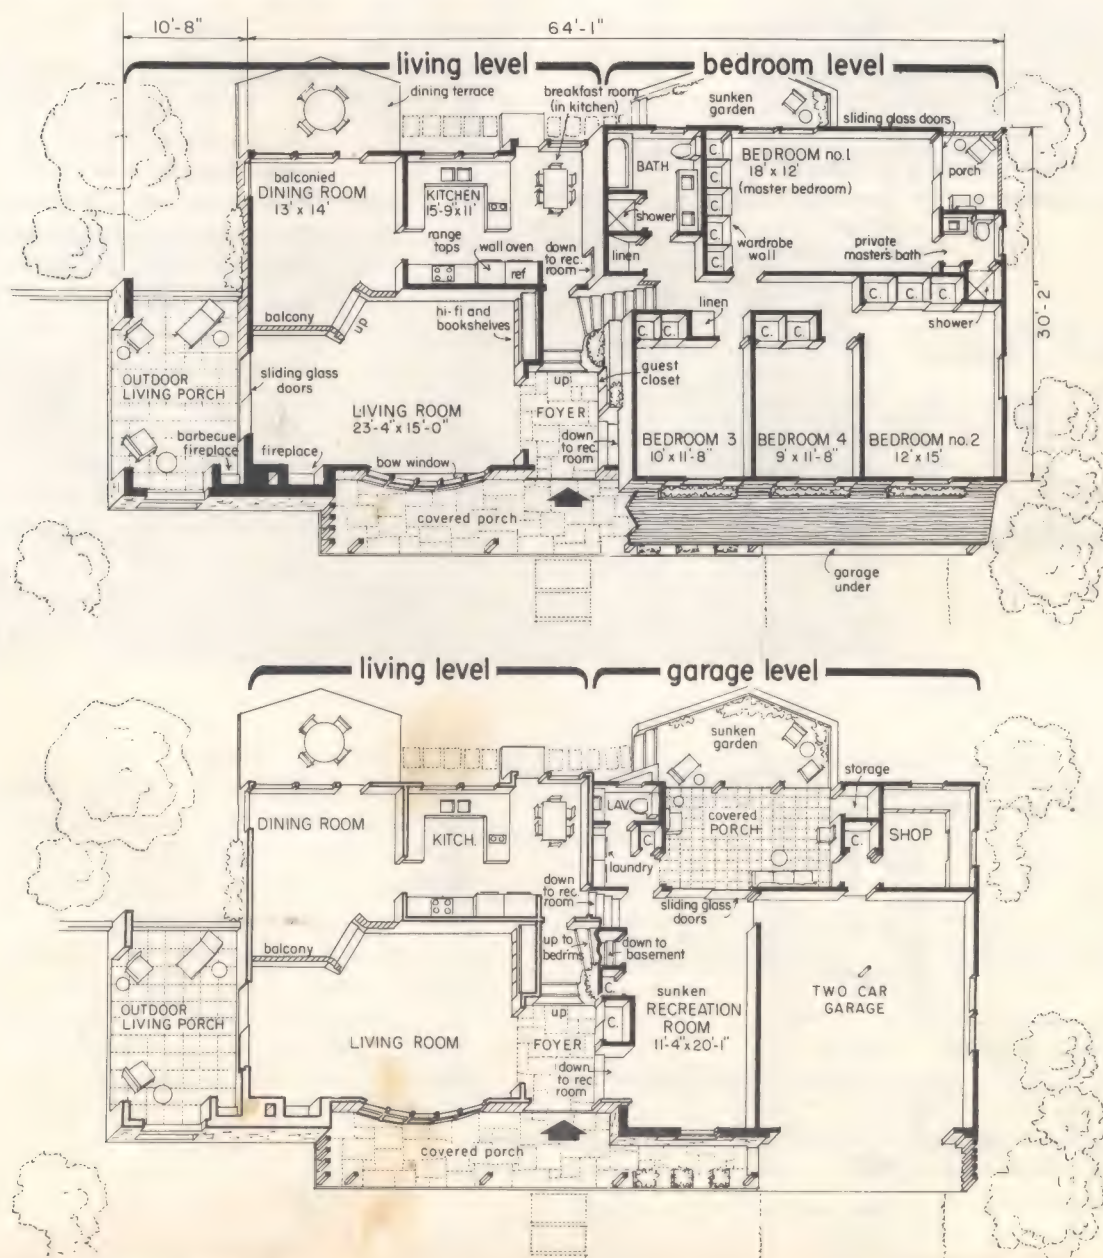 10'-8"
64'-1"
living level
bedroom level
dining terrace
breakfast room
(in kitchen)
sunken
garden
sliding glass doors
balconied
DINING ROOM
13' x 14'
KITCHEN
15'-9"x11'
BATH
C.
BEDROOM no.1
18' x 12'
(master bedroom)
porch
C.
C.
C.
C.
shower
range
tops
wall oven
ref
down
to rec.
room
linen
wardrobe
wall
private
master's bath
balcony
up
hi-fi and
bookshelves
linen
C.
C.
C.
C.
C.
C.
C.
shower
30'-2"
OUTDOOR
LIVING PORCH
sliding glass
doors
up
guest
closet
LIVING ROOM
23'-4"x15'-0"
FOYER
barbecue
fireplace
fireplace
bow window
down
to rec.
room
BEDROOM 3
10' x 11'-8"
BEDROOM 4
9' x 11'-8"
BEDROOM no.2
12' x 15'
covered porch
garage
under
living level
garage level
sunken
garden
storage
DINING ROOM
KITCH.
LAV.
C.
covered
PORCH
C.
SHOP
laundry
down
to rec.
room
sliding glass
doors
balcony
up to
bedrms
down to
basement
C.
OUTDOOR
LIVING PORCH
up
C.
sunken
RECREATION
ROOM
11'-4"x20'-1"
TWO CAR
GARAGE
LIVING ROOM
FOYER
down
to rec
room
covered porch